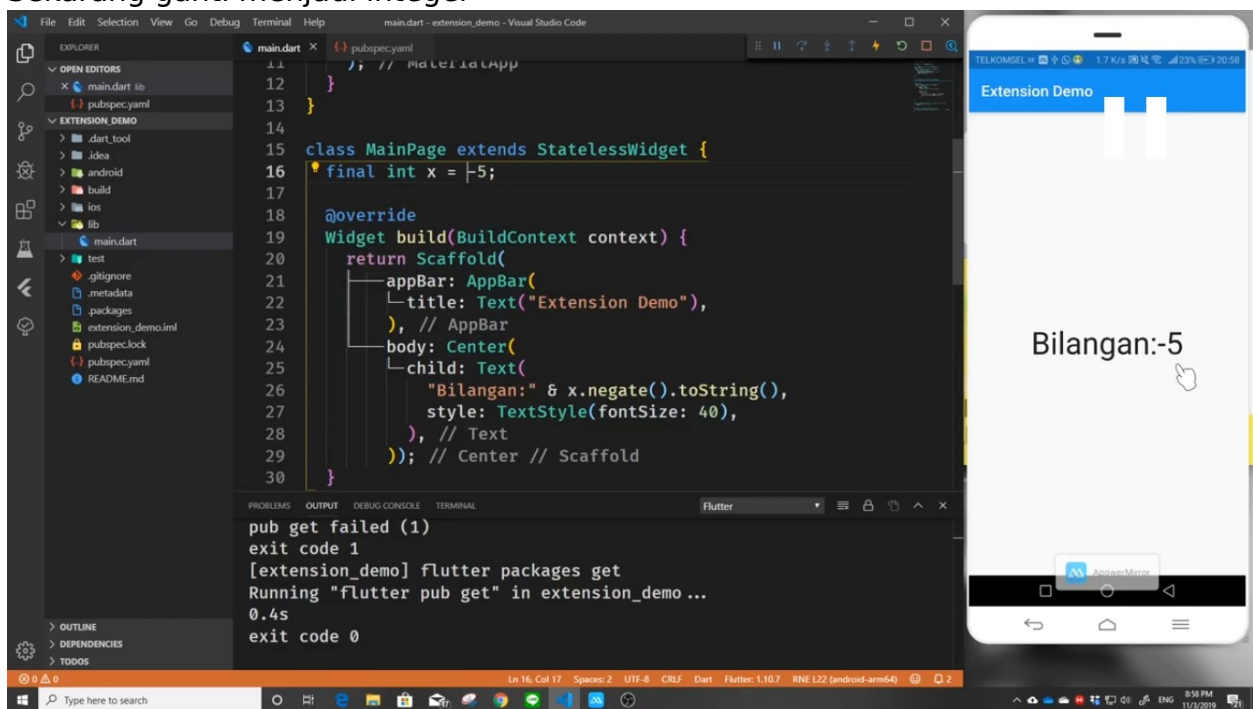 File Edit Selection View Go Debug Terminal Help main.dart - extension_demo - Visual Studio Code
EXPLORER
OPEN EDITORS
main.dart lib
{..} pubspec.yaml
EXTENSION_DEMO
.dart_tool
.idea
android
build
ios
lib
main.dart
test
.gitignore
.metadata
.packages
extension_demo.iml
pubspec.lock
{..} pubspec.yaml
README.md
OUTLINE
DEPENDENCIES
TODOS
main.dart {..} pubspec.yaml
11 ); // MaterialApp
12 }
13 }
14
15 class MainPage extends StatelessWidget {
16 final int x = -5;
17
18 @override
19 Widget build(BuildContext context) {
20 return Scaffold(
21 appBar: AppBar(
22 title: Text("Extension Demo"),
23 ), // AppBar
24 body: Center(
25 child: Text(
26 "Bilangan:" & x.negate().toString(),
27 style: TextStyle(fontSize: 40),
28 ), // Text
29 )); // Center // Scaffold
30 }
PROBLEMS OUTPUT DEBUG CONSOLE TERMINAL Flutter
pub get failed (1)
exit code 1
[extension_demo] flutter packages get
Running "flutter pub get" in extension_demo...
0.4s
exit code 0
0 0 Ln 16, Col 17 Spaces: 2 UTF-8 CRLF Dart Flutter: 1.10.7 RNE L22 (android-arm64) 2
Type here to search
ENG 8:58 PM
11/3/2019
TELKOMSEL 1.7 K/s 23% 20:58
Extension Demo
Bilangan:-5
ApowerMirror